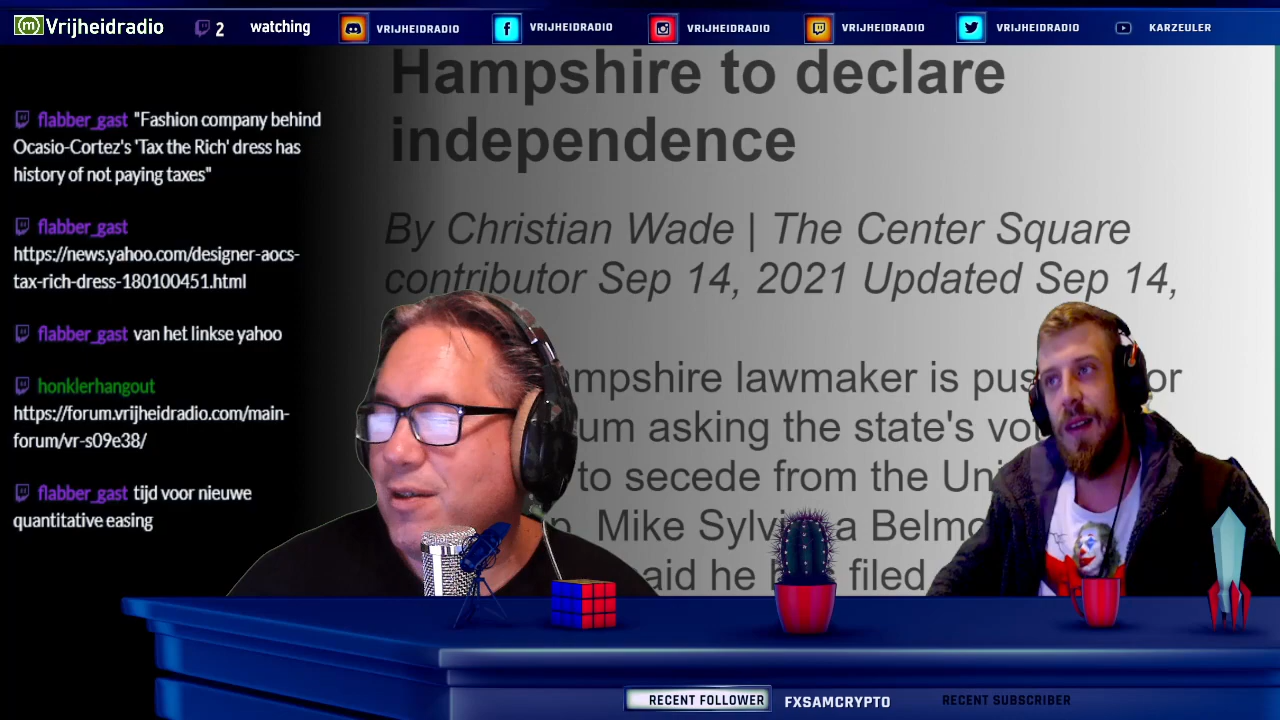 Vrijheidradio
2 watching
VRIJHEIDRADIO
VRIJHEIDRADIO
VRIJHEIDRADIO
VRIJHEIDRADIO
VRIJHEIDRADIO
KARZEULER
flabber_gast "Fashion company behind
Ocasio-Cortez's 'Tax the Rich' dress has
history of not paying taxes"
flabber_gast
https://news.yahoo.com/designer-aocs-
tax-rich-dress-180100451.html
flabber_gast van het linkse yahoo
honklerhangout
https://forum.vrijheidradio.com/main-
forum/vr-s09e38/
flabber_gast tijd voor nieuwe
quantitative easing
Hampshire to declare
independence
By Christian Wade | The Center Square
contributor Sep 14, 2021 Updated Sep 14,
mpshire lawmaker is pus or
um asking the state's vo
to secede from the Uni
Mike Sylvi a Belmo
aid he h filed
RECENT FOLLOWER FXSAMCRYPTO RECENT SUBSCRIBER